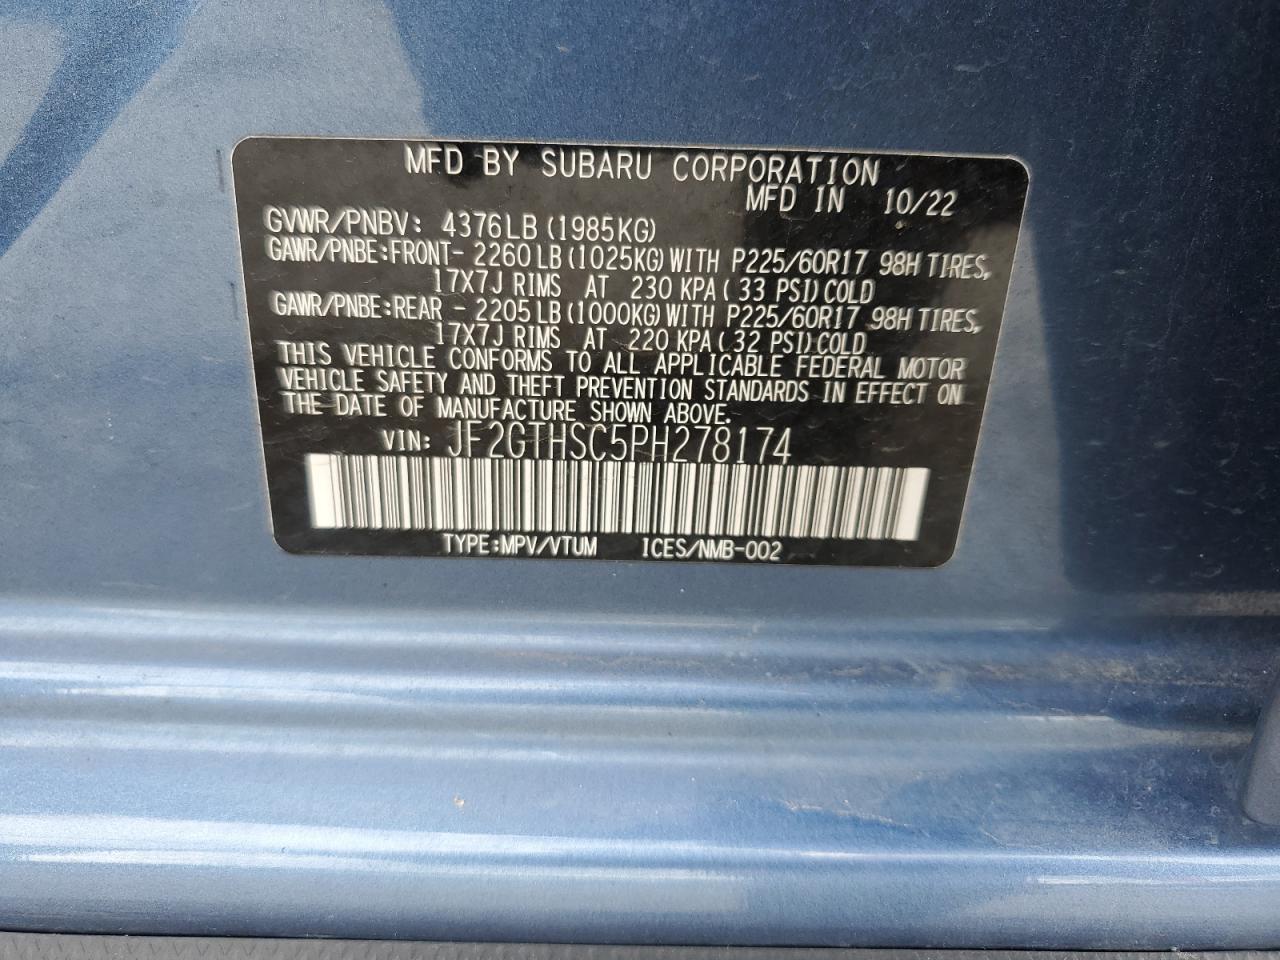 MFD BY SUBARU CORPORATION
MFD IN 10/22
GVWR/PNBV: 4376LB (1985KG)
GAWR/PNBE:FRONT- 2260LB (1025KG) WITH P225/60R17 98H TIRES,
17X7J RIMS AT 230 KPA ( 33 PSI) COLD
GAWR/PNBE:REAR - 2205LB (1000KG) WITH P225/60R17 98H TIRES,
17X7J RIMS AT 220 KPA ( 32 PSI) COLD
THIS VEHICLE CONFORMS TO ALL APPLICABLE FEDERAL MOTOR
VEHICLE SAFETY AND THEFT PREVENTION STANDARDS IN EFFECT ON
THE DATE OF MANUFACTURE SHOWN ABOVE.
VIN: JF2GTHSC5PH278174
TYPE:MPV/VTUM ICES/NMB-002